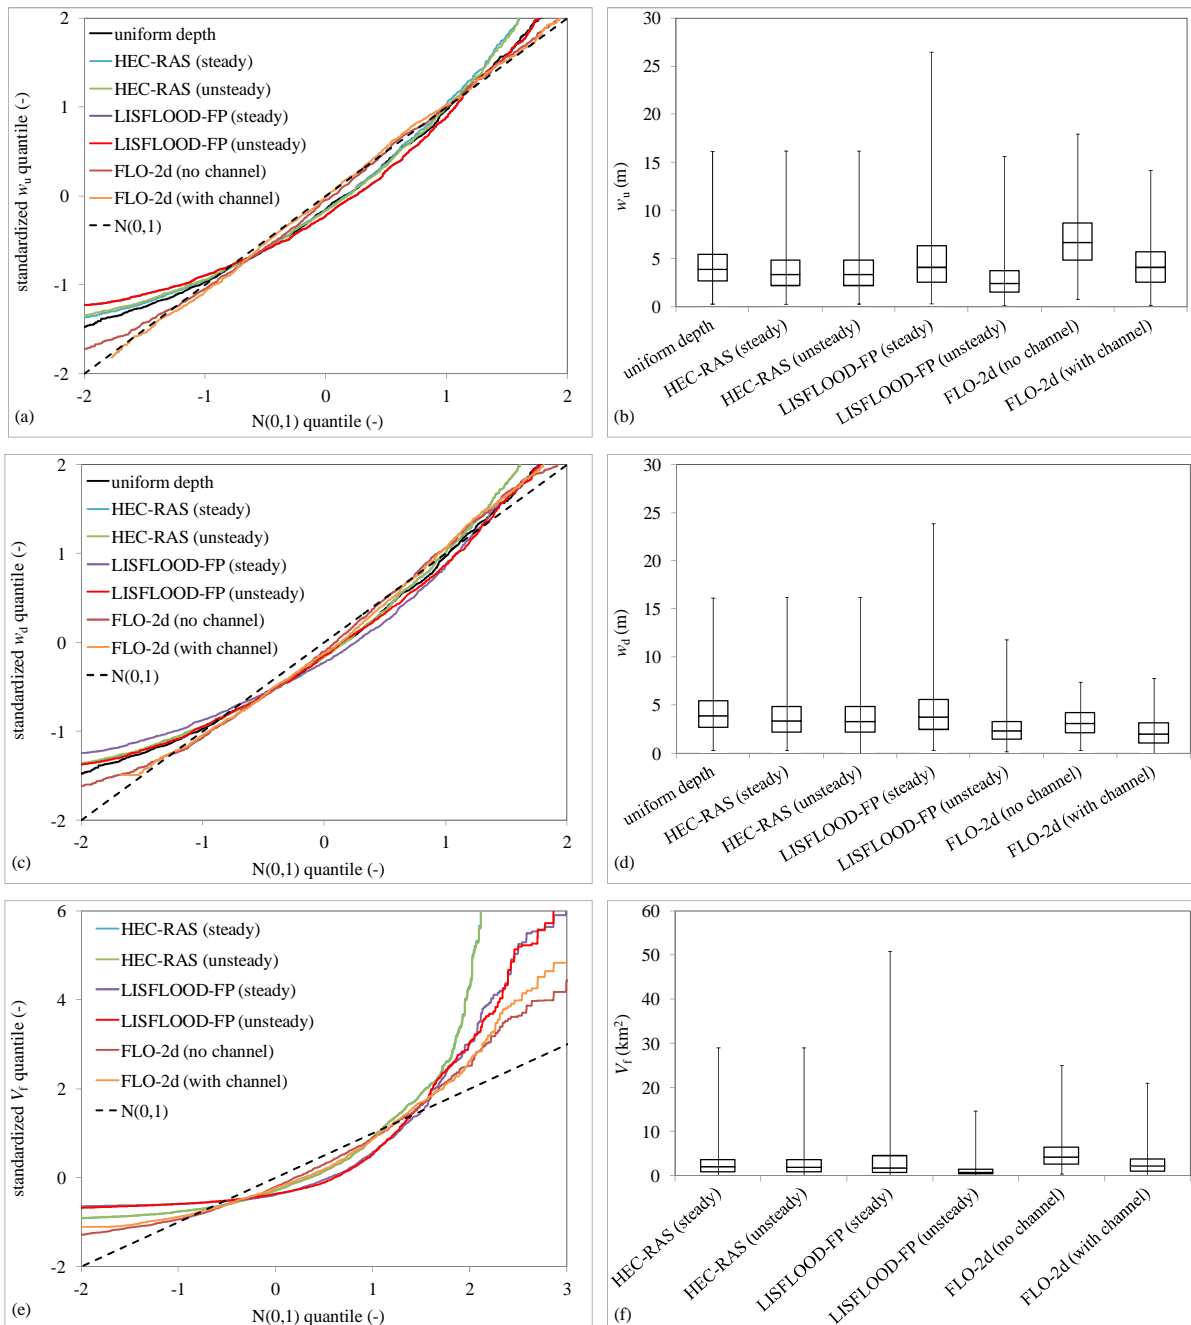 2
1
0
-1
-2
standardized wu quantile (-)
uniform depth
HEC-RAS (steady)
HEC-RAS (unsteady)
LISFLOOD-FP (steady)
LISFLOOD-FP (unsteady)
FLO-2d (no channel)
FLO-2d (with channel)
N(0,1)
-2 -1 0 1 2
(a) N(0,1) quantile (-)
30
25
20
15
10
5
0
wu (m)
uniform depth
HEC-RAS (steady)
HEC-RAS (unsteady)
LISFLOOD-FP (steady)
LISFLOOD-FP (unsteady)
FLO-2d (no channel)
FLO-2d (with channel)
(b)
2
1
0
-1
-2
standardized wd quantile (-)
uniform depth
HEC-RAS (steady)
HEC-RAS (unsteady)
LISFLOOD-FP (steady)
LISFLOOD-FP (unsteady)
FLO-2d (no channel)
FLO-2d (with channel)
N(0,1)
-2 -1 0 1 2
(c) N(0,1) quantile (-)
30
25
20
15
10
5
0
wd (m)
uniform depth
HEC-RAS (steady)
HEC-RAS (unsteady)
LISFLOOD-FP (steady)
LISFLOOD-FP (unsteady)
FLO-2d (no channel)
FLO-2d (with channel)
(d)
6
4
2
0
-2
standardized Vf quantile (-)
HEC-RAS (steady)
HEC-RAS (unsteady)
LISFLOOD-FP (steady)
LISFLOOD-FP (unsteady)
FLO-2d (no channel)
FLO-2d (with channel)
N(0,1)
-2 -1 0 1 2 3
(e) N(0,1) quantile (-)
60
50
40
30
20
10
0
Vf (km²)
HEC-RAS (steady)
HEC-RAS (unsteady)
LISFLOOD-FP (steady)
LISFLOOD-FP (unsteady)
FLO-2d (no channel)
FLO-2d (with channel)
(f)